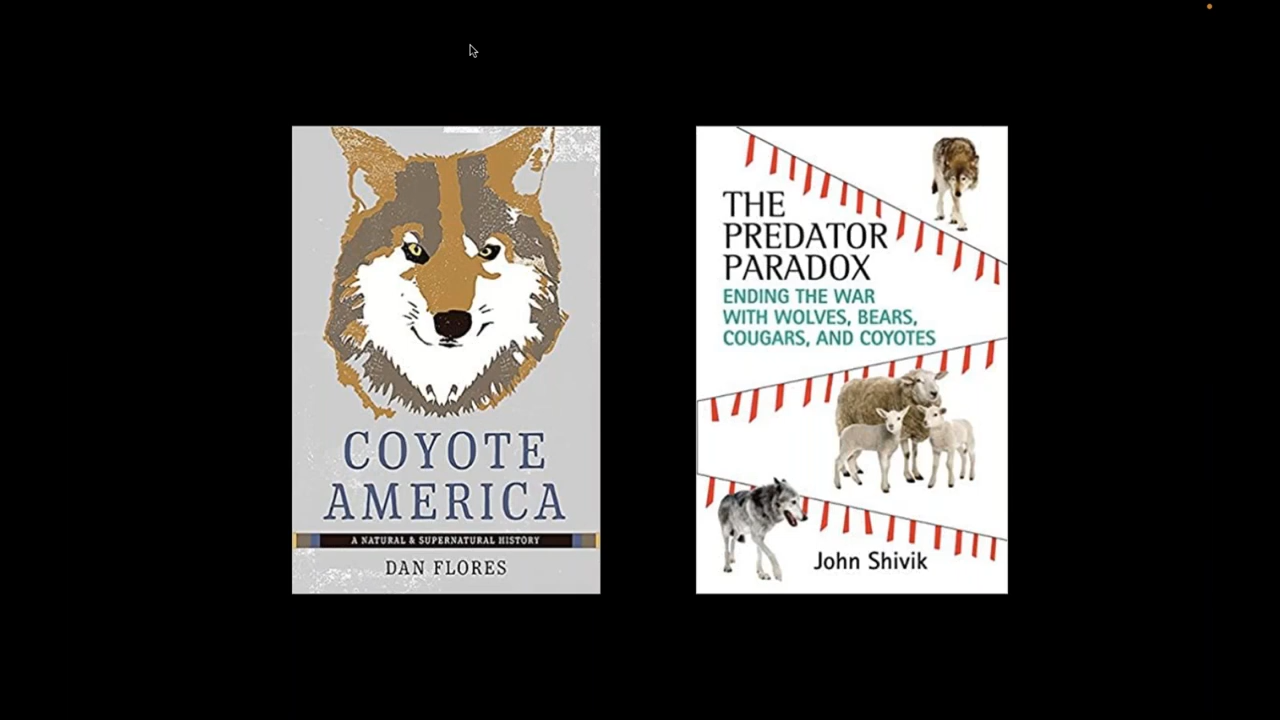 COYOTE
AMERICA
A NATURAL & SUPERNATURAL HISTORY
DAN FLORES
THE
PREDATOR
PARADOX
ENDING THE WAR
WITH WOLVES, BEARS,
COUGARS, AND COYOTES
John Shivik